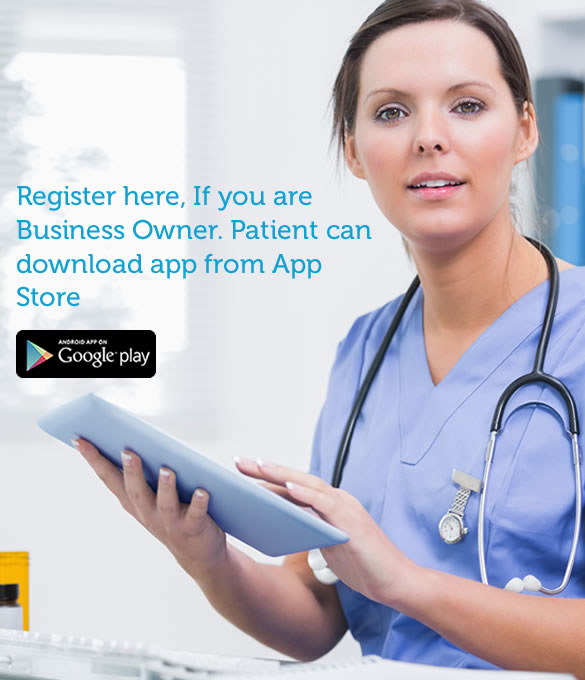 Register here, If you are
Business Owner. Patient can
download app from App
Store
ANDROID APP ON
Google play